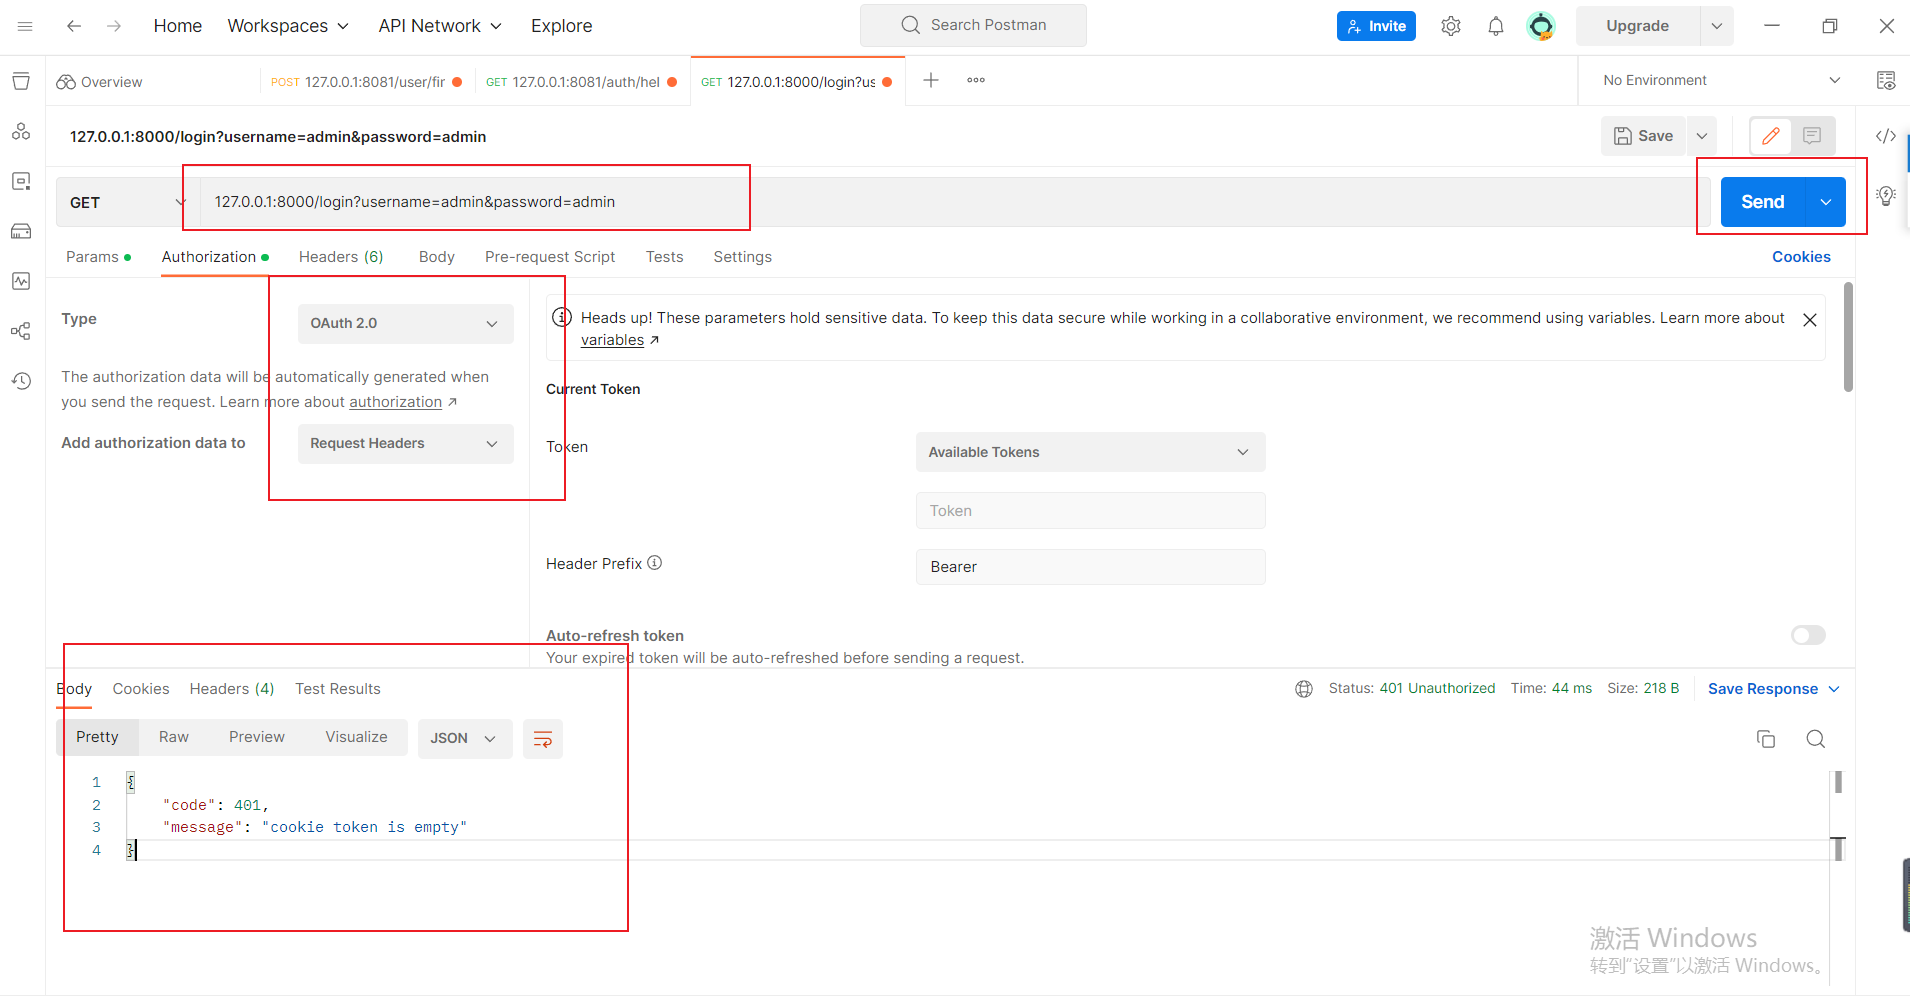 Home Workspaces API Network Explore Search Postman Invite Upgrade
Overview POST 127.0.0.1:8081/user/fir GET 127.0.0.1:8081/auth/hel GET 127.0.0.1:8000/login?us No Environment
127.0.0.1:8000/login?username=admin&password=admin Save
GET 127.0.0.1:8000/login?username=admin&password=admin Send
Params Authorization Headers (6) Body Pre-request Script Tests Settings Cookies
Type OAuth 2.0
The authorization data will be automatically generated when
you send the request. Learn more about authorization
Add authorization data to Request Headers
Heads up! These parameters hold sensitive data. To keep this data secure while working in a collaborative environment, we recommend using variables. Learn more about
variables
Current Token
Token Available Tokens
Token
Header Prefix Bearer
Auto-refresh token
Your expired token will be auto-refreshed before sending a request.
Body Cookies Headers (4) Test Results Status: 401 Unauthorized Time: 44 ms Size: 218 B Save Response
Pretty Raw Preview Visualize JSON
1 {
2 "code": 401,
3 "message": "cookie token is empty"
4 }
激活 Windows
转到“设置”以激活 Windows。